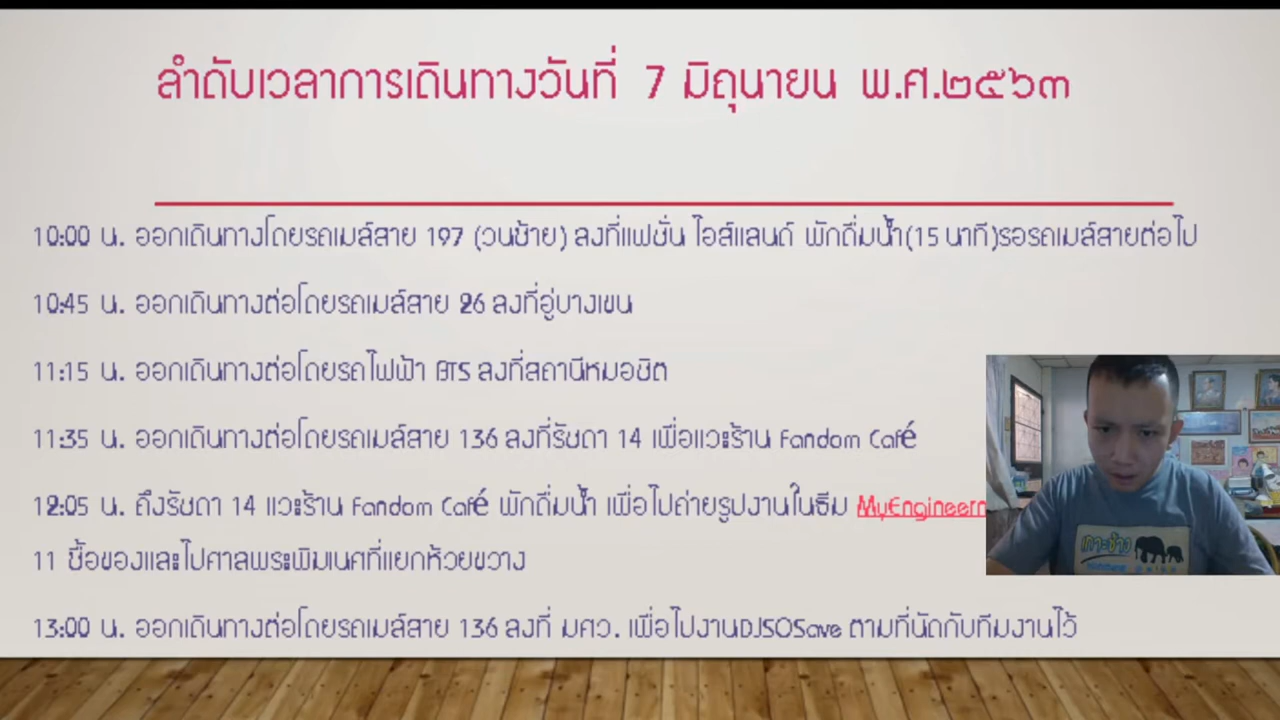 ลำดับเวลาการเดินทางวันที่ 7 มิถุนายน พ.ศ.๒๕๖๓
10:00 น. ออกเดินทางโดยรถเมล์สาย 197 (วนซ้าย) ลงที่แฟชั่น ไอส์แลนด์ พักดื่มน้ำ(15 นาที)รอรถเมล์สายต่อไป
10:45 น. ออกเดินทางต่อโดยรถเมล์สาย 26 ลงที่อู่บางเขน
11:15 น. ออกเดินทางต่อโดยรถไฟฟ้า BTS ลงที่สถานีหมอชิต
11:35 น. ออกเดินทางต่อโดยรถเมล์สาย 136 ลงที่รัชดา 14 เพื่อแวะร้าน Fandom Café
12:05 น. ถึงรัชดา 14 แวะร้าน Fandom Café พักดื่มน้ำ เพื่อไปถ่ายรูปงานในธีม MyEngineern
11 ซื้อของและไปศาลพระพิฆเนศที่แยกห้วยขวาง
13:00 น. ออกเดินทางต่อโดยรถเมล์สาย 136 ลงที่ มศว. เพื่อไปงานDJSOSave ตามที่นัดกับทีมงานไว้
เกาะช้าง